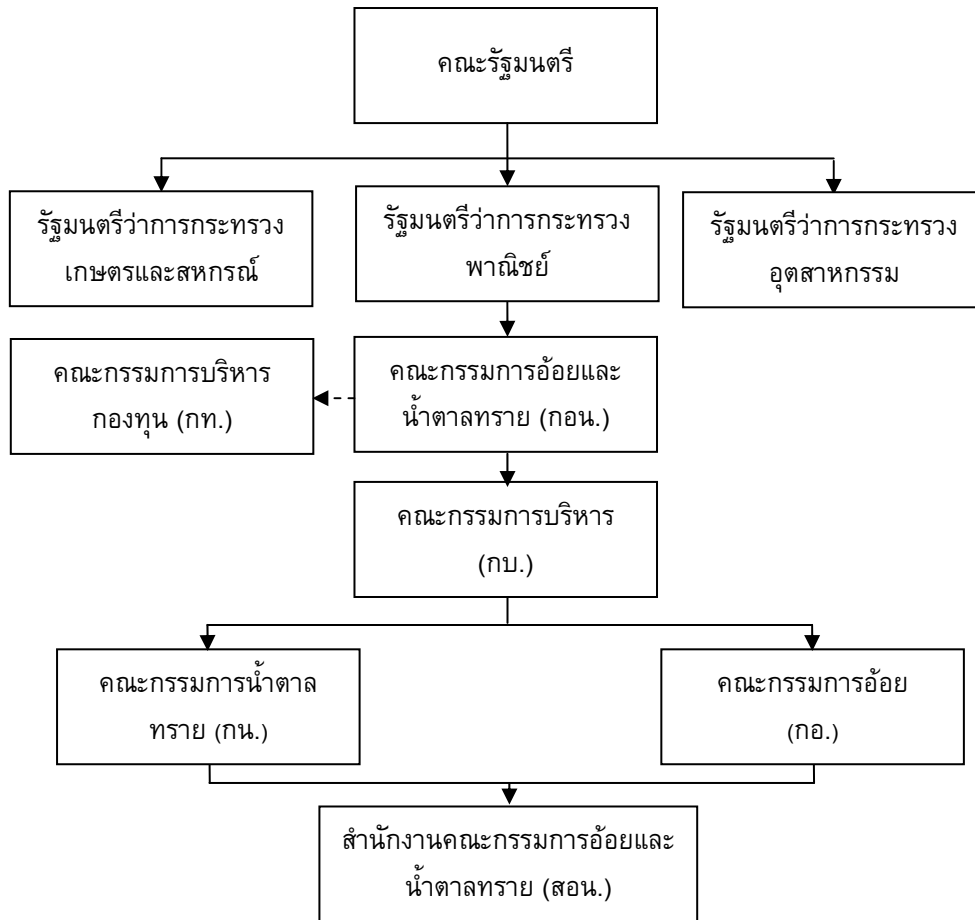 คณะรัฐมนตรี
รัฐมนตรีว่าการกระทรวง
เกษตรและสหกรณ์
รัฐมนตรีว่าการกระทรวง
พาณิชย์
รัฐมนตรีว่าการกระทรวง
อุตสาหกรรม
คณะกรรมการบริหาร
กองทุน (กท.)
คณะกรรมการอ้อยและ
น้ำตาลทราย (กอน.)
คณะกรรมการบริหาร
(กบ.)
คณะกรรมการน้ำตาล
ทราย (กน.)
คณะกรรมการอ้อย
(กอ.)
สำนักงานคณะกรรมการอ้อยและ
น้ำตาลทราย (สอน.)